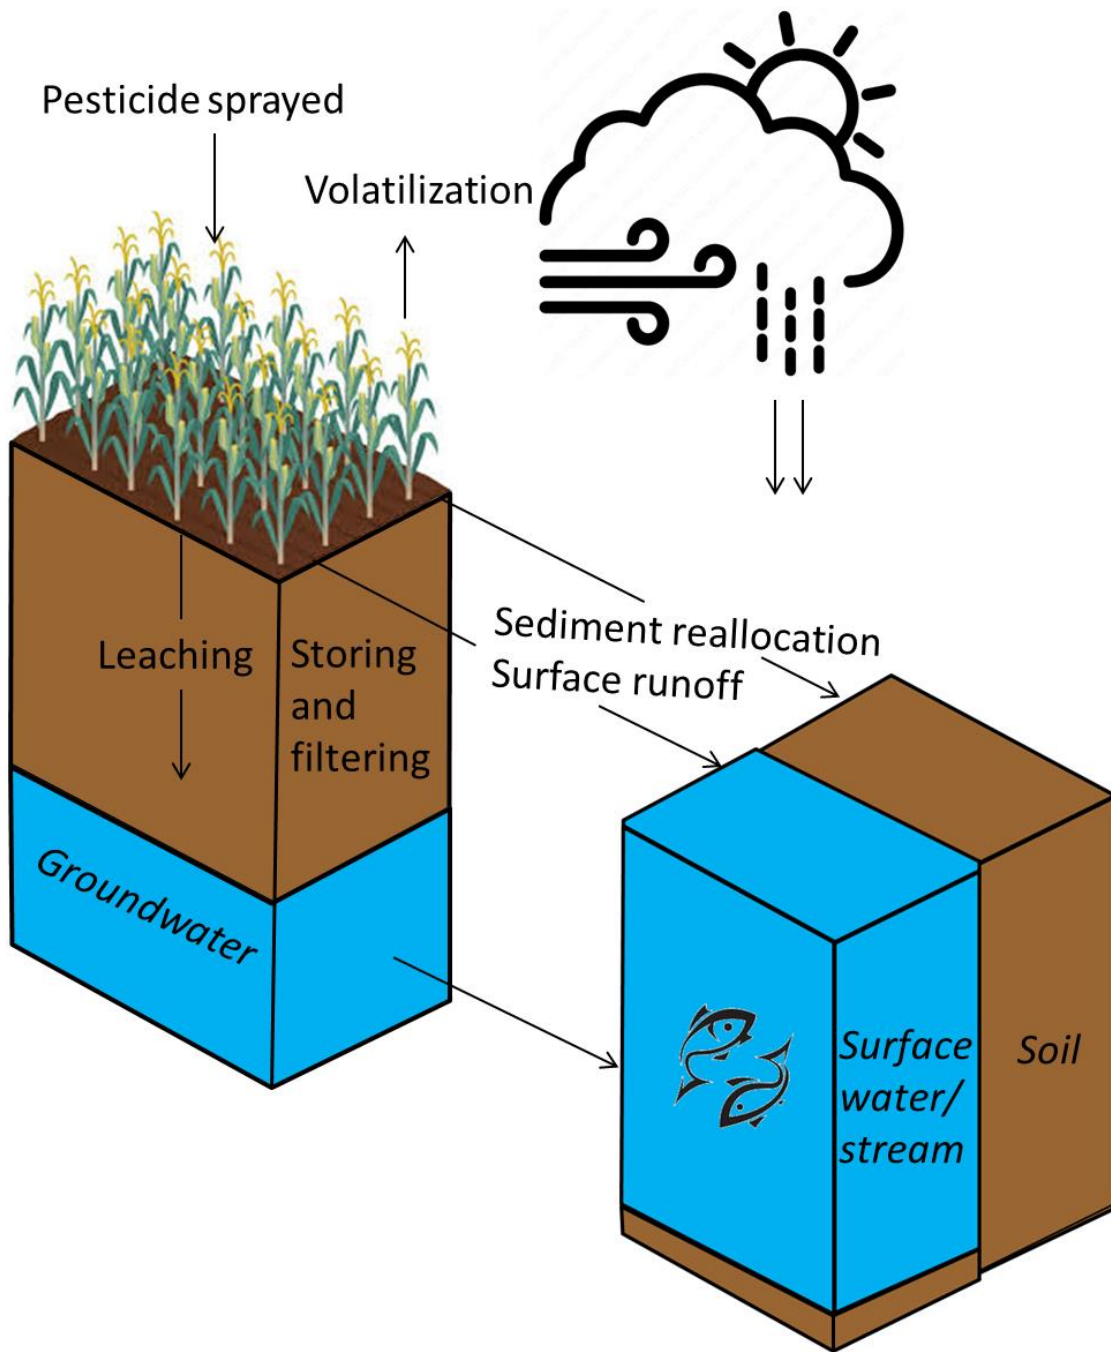 Pesticide sprayed
Volatilization
Leaching
Storing
and
filtering
Sediment reallocation
Surface runoff
Groundwater
Surface
water/
stream
Soil